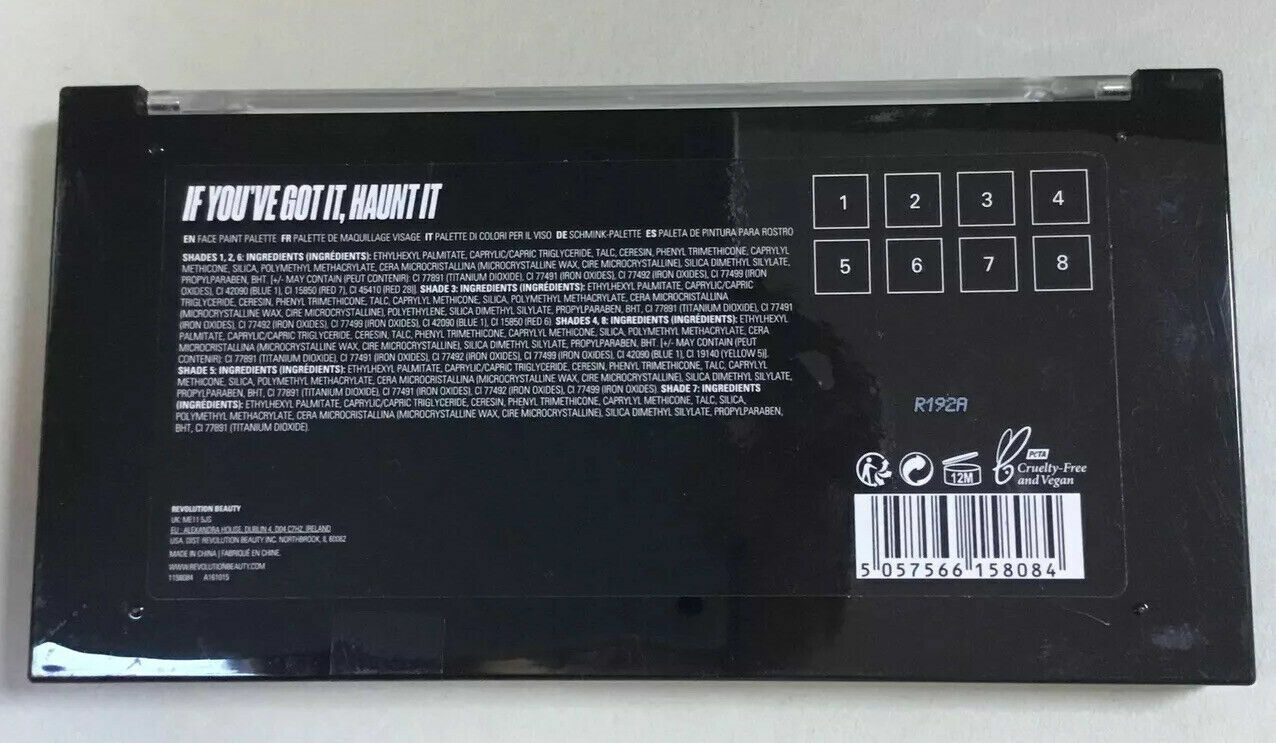 IF YOU'VE GOT IT, HAUNT IT
EN FACE PAINT PALETTE FR PALETTE DE MAQUILLAGE VISAGE IT PALETTE DI COLORI PER IL VISO DE SCHMINK-PALETTE ES PALETA DE PINTURA PARA ROSTRO
SHADES 1, 2, 6: INGREDIENTS (INGRÉDIENTS): ETHYLHEXYL PALMITATE, CAPRYLIC/CAPRIC TRIGLYCERIDE, TALC, CERESIN, PHENYL TRIMETHICONE, CAPRYLYL
METHICONE, SILICA, POLYMETHYL METHACRYLATE, CERA MICROCRISTALLINA (MICROCRYSTALLINE WAX, CIRE MICROCRYSTALLINE), SILICA DIMETHYL SILYLATE,
PROPYLPARABEN, BHT. [+/- MAY CONTAIN (PEUT CONTENIR): CI 77891 (TITANIUM DIOXIDE), CI 77491 (IRON OXIDES), CI 77492 (IRON OXIDES), CI 77499 (IRON
OXIDES), CI 42090 (BLUE 1), CI 15850 (RED 7), CI 45410 (RED 28)]. SHADE 3: INGREDIENTS (INGRÉDIENTS): ETHYLHEXYL PALMITATE, CAPRYLIC/CAPRIC
TRIGLYCERIDE, CERESIN, PHENYL TRIMETHICONE, TALC, CAPRYLYL METHICONE, SILICA, POLYMETHYL METHACRYLATE, CERA MICROCRISTALLINA
(MICROCRYSTALLINE WAX, CIRE MICROCRYSTALLINE), POLYETHYLENE, SILICA DIMETHYL SILYLATE, PROPYLPARABEN, BHT, CI 77891 (TITANIUM DIOXIDE), CI 77491
(IRON OXIDES), CI 77492 (IRON OXIDES), CI 77499 (IRON OXIDES), CI 42090 (BLUE 1), CI 15850 (RED 6). SHADES 4, 8: INGREDIENTS (INGRÉDIENTS): ETHYLHEXYL
PALMITATE, CAPRYLIC/CAPRIC TRIGLYCERIDE, CERESIN, TALC, PHENYL TRIMETHICONE, CAPRYLYL METHICONE, SILICA, POLYMETHYL METHACRYLATE, CERA
MICROCRISTALLINA (MICROCRYSTALLINE WAX, CIRE MICROCRYSTALLINE), SILICA DIMETHYL SILYLATE, PROPYLPARABEN, BHT. [+/- MAY CONTAIN (PEUT
CONTENIR): CI 77891 (TITANIUM DIOXIDE), CI 77491 (IRON OXIDES), CI 77492 (IRON OXIDES), CI 77499 (IRON OXIDES), CI 42090 (BLUE 1), CI 19140 (YELLOW 5)].
SHADE 5: INGREDIENTS (INGRÉDIENTS): ETHYLHEXYL PALMITATE, CAPRYLIC/CAPRIC TRIGLYCERIDE, CERESIN, PHENYL TRIMETHICONE, TALC, CAPRYLYL
METHICONE, SILICA, POLYMETHYL METHACRYLATE, CERA MICROCRISTALLINA (MICROCRYSTALLINE WAX, CIRE MICROCRYSTALLINE), SILICA DIMETHYL SILYLATE,
PROPYLPARABEN, BHT, CI 77891 (TITANIUM DIOXIDE), CI 77491 (IRON OXIDES), CI 77492 (IRON OXIDES), CI 77499 (IRON OXIDES). SHADE 7: INGREDIENTS
(INGRÉDIENTS): ETHYLHEXYL PALMITATE, CAPRYLIC/CAPRIC TRIGLYCERIDE, CERESIN, PHENYL TRIMETHICONE, CAPRYLYL METHICONE, TALC, SILICA,
POLYMETHYL METHACRYLATE, CERA MICROCRISTALLINA (MICROCRYSTALLINE WAX, CIRE MICROCRYSTALLINE), SILICA DIMETHYL SILYLATE, PROPYLPARABEN,
BHT, CI 77891 (TITANIUM DIOXIDE).
1 2 3 4
5 6 7 8
R192A
12M
PETA
Cruelty-Free
and Vegan
REVOLUTION BEAUTY
UK: ME11 5JS
EU : ALEXANDRA HOUSE, DUBLIN 4, D04 C7H2, IRELAND
USA: DIST. REVOLUTION BEAUTY INC. NORTHBROOK, IL 60062
MADE IN CHINA | FABRIQUÉ EN CHINE.
WWW.REVOLUTIONBEAUTY.COM
1158084 A161015
5 057566 158084